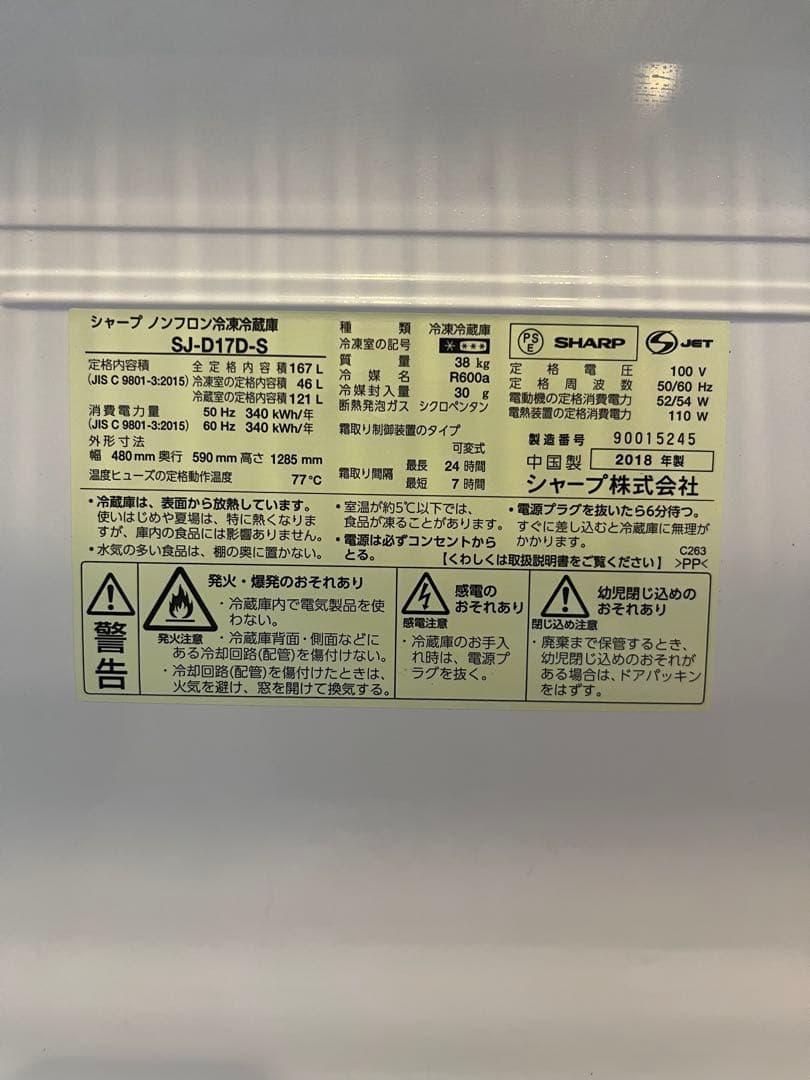 シャープ ノンフロン冷凍冷蔵庫
SJ-D17D-S
定格内容積 全定格内容積 167 L
(JIS C 9801-3:2015) 冷凍室の定格内容積 46 L
冷蔵室の定格内容積 121 L
消費電力量 50 Hz 340 kWh/年
(JIS C 9801-3:2015) 60 Hz 340 kWh/年
外形寸法
幅 480 mm 奥行 590 mm 高さ 1285 mm
温度ヒューズの定格動作温度 77℃
種類 冷凍冷蔵庫
冷凍室の記号 ****
質量 38 kg
冷媒名 R600a
冷媒封入量 30 g
断熱発泡ガス シクロペンタン
霜取り制御装置のタイプ
可変式
霜取り間隔 最長 24 時間
最短 7 時間
PSE SHARP S JET
定格電圧 100 V
定格周波数 50/60 Hz
電動機の定格消費電力 52/54 W
電熱装置の定格消費電力 110 W
製造番号 90015245
中国製 2018 年製
シャープ株式会社
・冷蔵庫は、表面から放熱しています。
使いはじめや夏場は、特に熱くなりま
すが、庫内の食品には影響ありません。
・水気の多い食品は、棚の奥に置かない。
・室温が約5℃以下では、
食品が凍ることがあります。
・電源は必ずコンセントから
とる。
・電源プラグを抜いたら6分待つ。
すぐに差し込むと冷蔵庫に無理が
かかります。
【くわしくは取扱説明書をご覧ください】
C263
>PP<
警告
発火・爆発のおそれあり
発火注意
・冷蔵庫内で電気製品を使
わない。
・冷蔵庫背面・側面などに
ある冷却回路(配管)を傷付けない。
・冷却回路(配管)を傷付けたときは、
火気を避け、窓を開けて換気する。
感電の
おそれあり
感電注意
・冷蔵庫のお手入
れ時は、電源プ
ラグを抜く。
幼児閉じ込めの
おそれあり
閉じ込め注意
・廃棄まで保管するとき、
幼児閉じ込めのおそれが
ある場合は、ドアパッキン
をはずす。